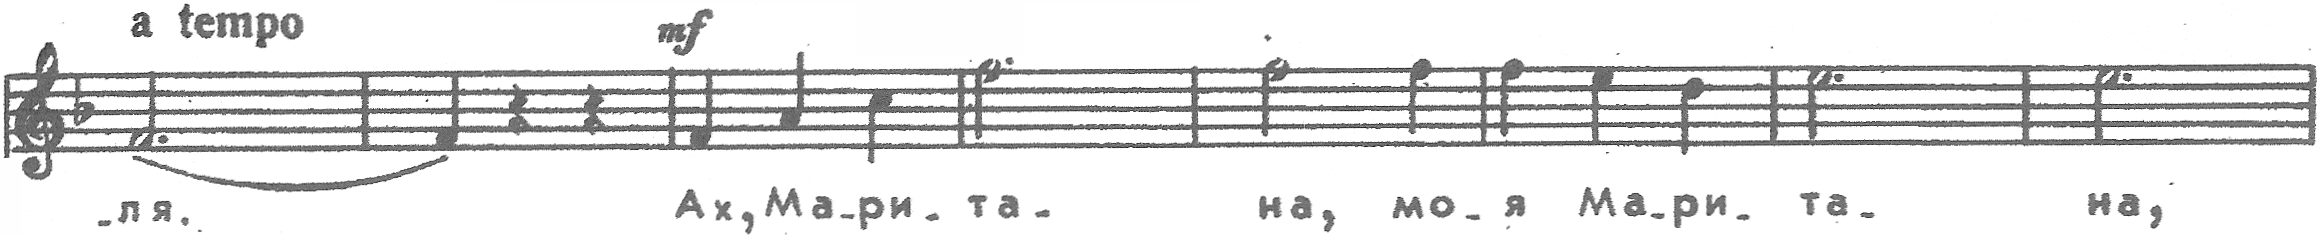 a tempo mf
-ля. Ах, Ма-ри-та-на, мо-я Ма-ри-та-на,